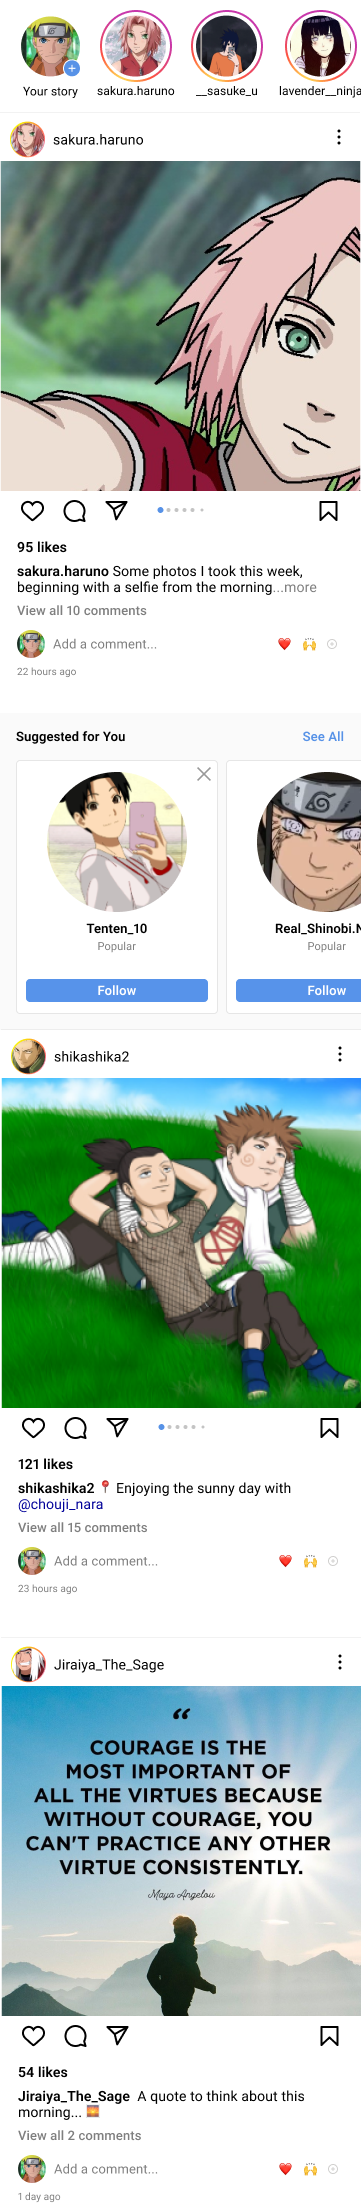 Your story
sakura.haruno
__sasuke_u
lavender__ninja
sakura.haruno
95 likes
sakura.haruno Some photos I took this week,
beginning with a selfie from the morning...more
View all 10 comments
Add a comment...
22 hours ago
Suggested for You
See All
Tenten_10
Popular
Follow
Real_Shinobi.N
Popular
Follow
shikashika2
121 likes
shikashika2 📍 Enjoying the sunny day with
@chouji_nara
View all 15 comments
Add a comment...
23 hours ago
Jiraiya_The_Sage
“
COURAGE IS THE
MOST IMPORTANT OF
ALL THE VIRTUES BECAUSE
WITHOUT COURAGE, YOU
CAN'T PRACTICE ANY OTHER
VIRTUE CONSISTENTLY.
Maya Angelou
54 likes
Jiraiya_The_Sage A quote to think about this
morning... 🌅
View all 2 comments
Add a comment...
1 day ago